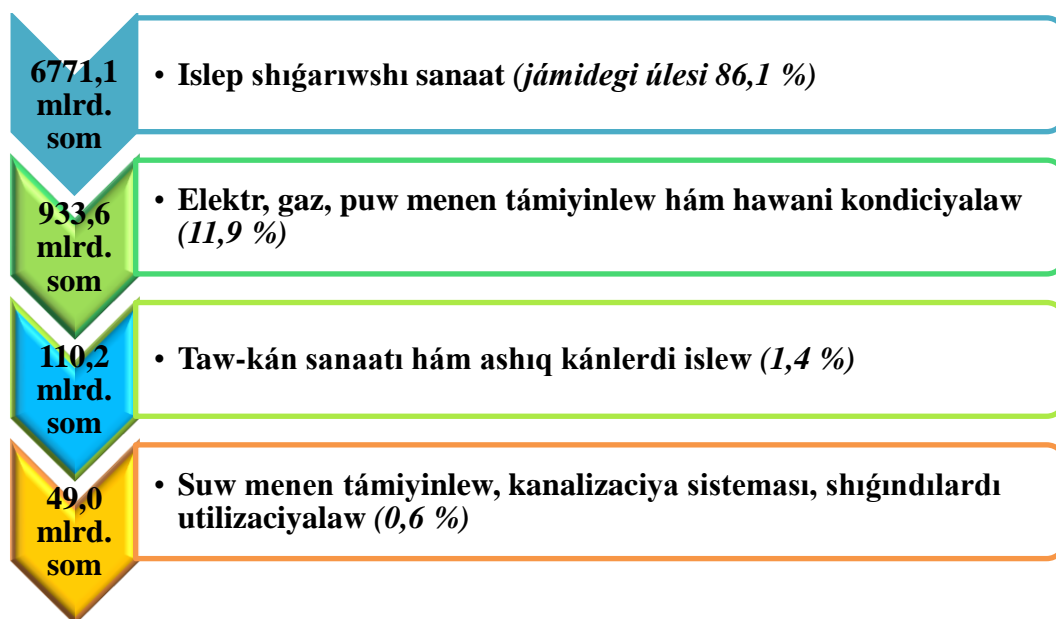 6771,1
mlrd.
som
• Islep shıǵarıwshı sanaat (jámidegi úlesi 86,1 %)
933,6
mlrd.
som
• Elektr, gaz, puw menen támiyinlew hám hawani kondiciyalaw
(11,9 %)
110,2
mlrd.
som
• Taw-kán sanaatı hám ashıq kánlerdi islew (1,4 %)
49,0
mlrd.
som
• Suw menen támiyinlew, kanalizaciya sisteması, shıǵındılardı
utilizaciyalaw (0,6 %)